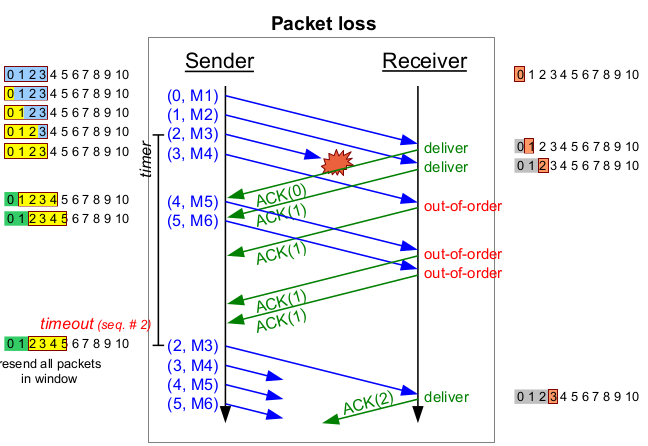 Packet loss
Sender Receiver
0 1 2 3 4 5 6 7 8 9 10
0 1 2 3 4 5 6 7 8 9 10
0 1 2 3 4 5 6 7 8 9 10
(0, M1)
0 1 2 3 4 5 6 7 8 9 10
(1, M2)
0 1 2 3 4 5 6 7 8 9 10
(2, M3)
timer
deliver
0 1 2 3 4 5 6 7 8 9 10
0 1 2 3 4 5 6 7 8 9 10
(3, M4)
deliver
0 1 2 3 4 5 6 7 8 9 10
ACK(0)
0 1 2 3 4 5 6 7 8 9 10
(4, M5)
out-of-order
ACK(1)
0 1 2 3 4 5 6 7 8 9 10
(5, M6)
ACK(1)
out-of-order
out-of-order
ACK(1)
ACK(1)
timeout (seq. # 2)
0 1 2 3 4 5 6 7 8 9 10
(2, M3)
resend all packets
in window
(3, M4)
(4, M5)
(5, M6)
ACK(2)
deliver
0 1 2 3 4 5 6 7 8 9 10